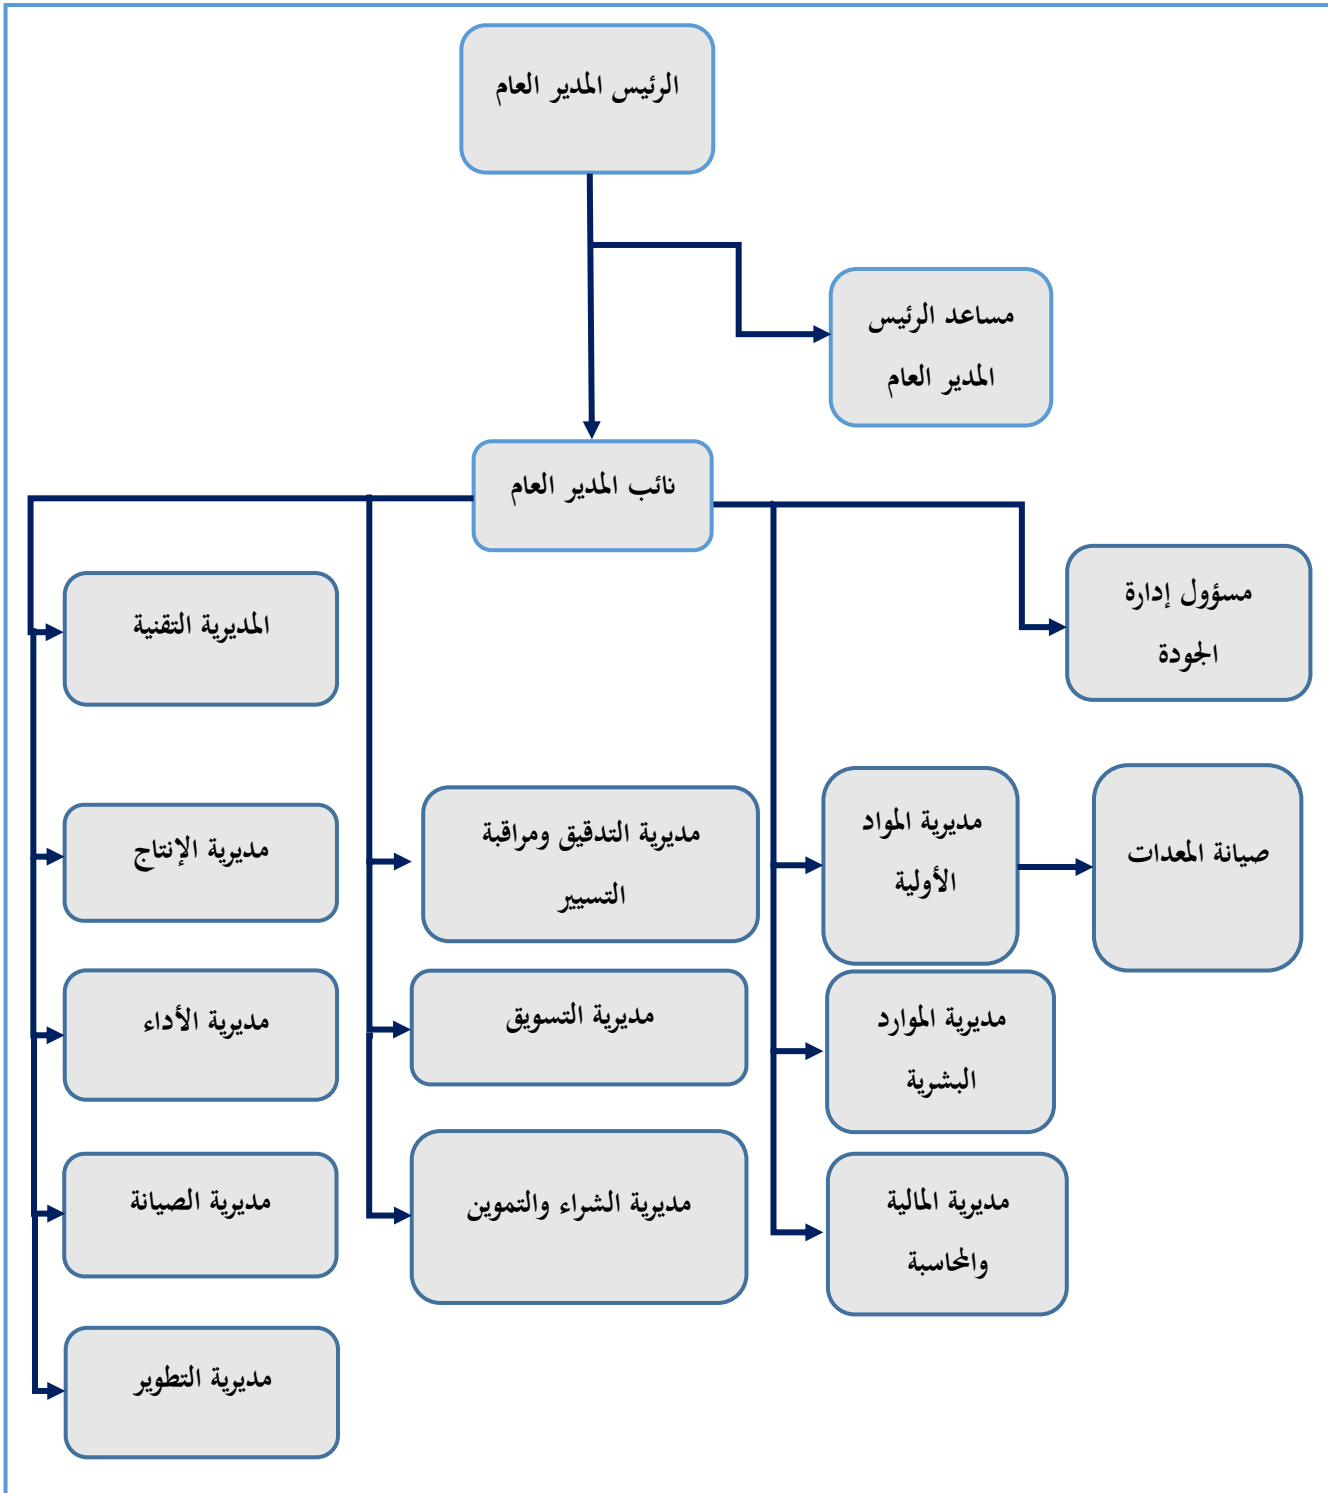 الرئيس المدير العام
مساعد الرئيس
المدير العام
نائب المدير العام
مسؤول إدارة
الجودة
المديرية التقنية
صيانة المعدات
مديرية المواد
الأولية
مديرية التدقيق ومراقبة
التسيير
مديرية الإنتاج
مديرية الموارد
البشرية
مديرية التسويق
مديرية الأداء
مديرية المالية
والمحاسبة
مديرية الشراء والتموين
مديرية الصيانة
مديرية التطوير